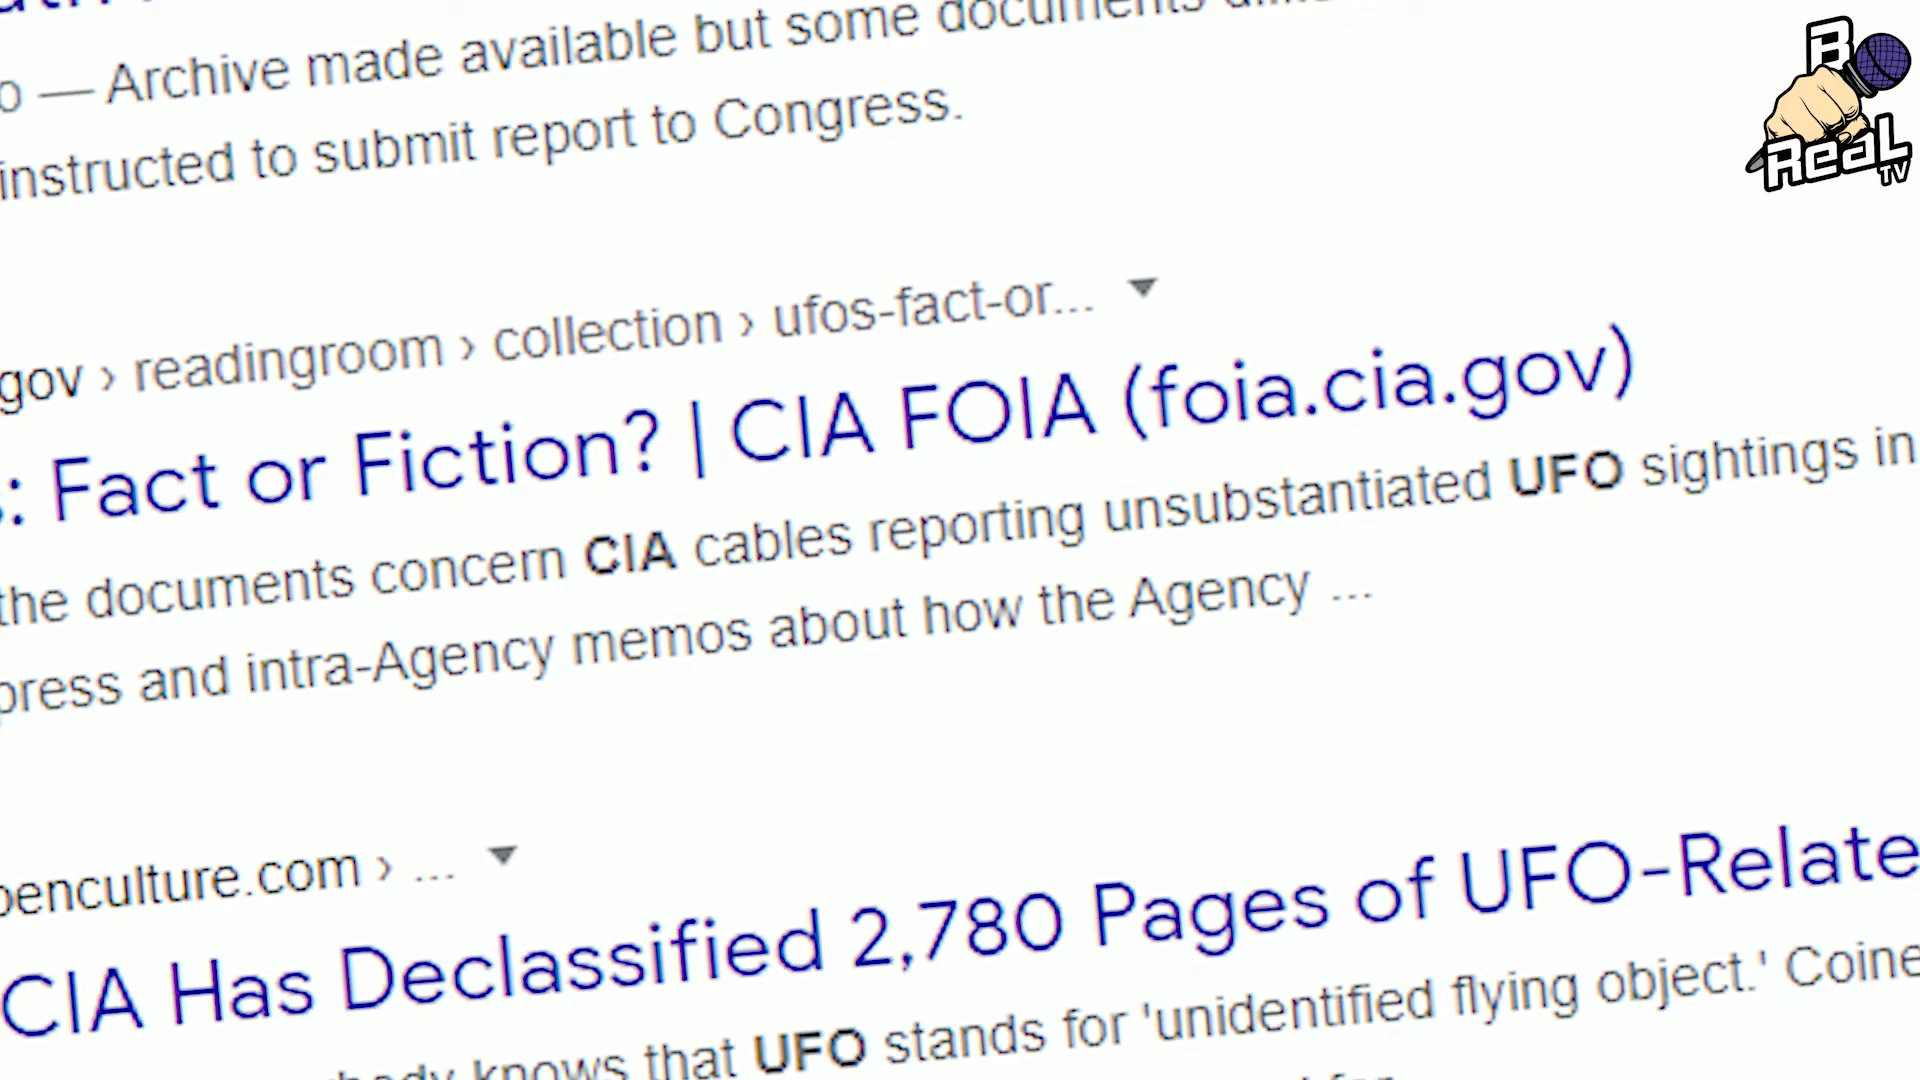 o — Archive made available but some documents
instructed to submit report to Congress.
gov › readingroom › collection › ufos-fact-or...
s: Fact or Fiction? | CIA FOIA (foia.cia.gov)
the documents concern CIA cables reporting unsubstantiated UFO sightings in
press and intra-Agency memos about how the Agency ...
penculture.com › ...
CIA Has Declassified 2,780 Pages of UFO-Relate
knows that UFO stands for 'unidentified flying object.' Coine
B
ReaL
TV